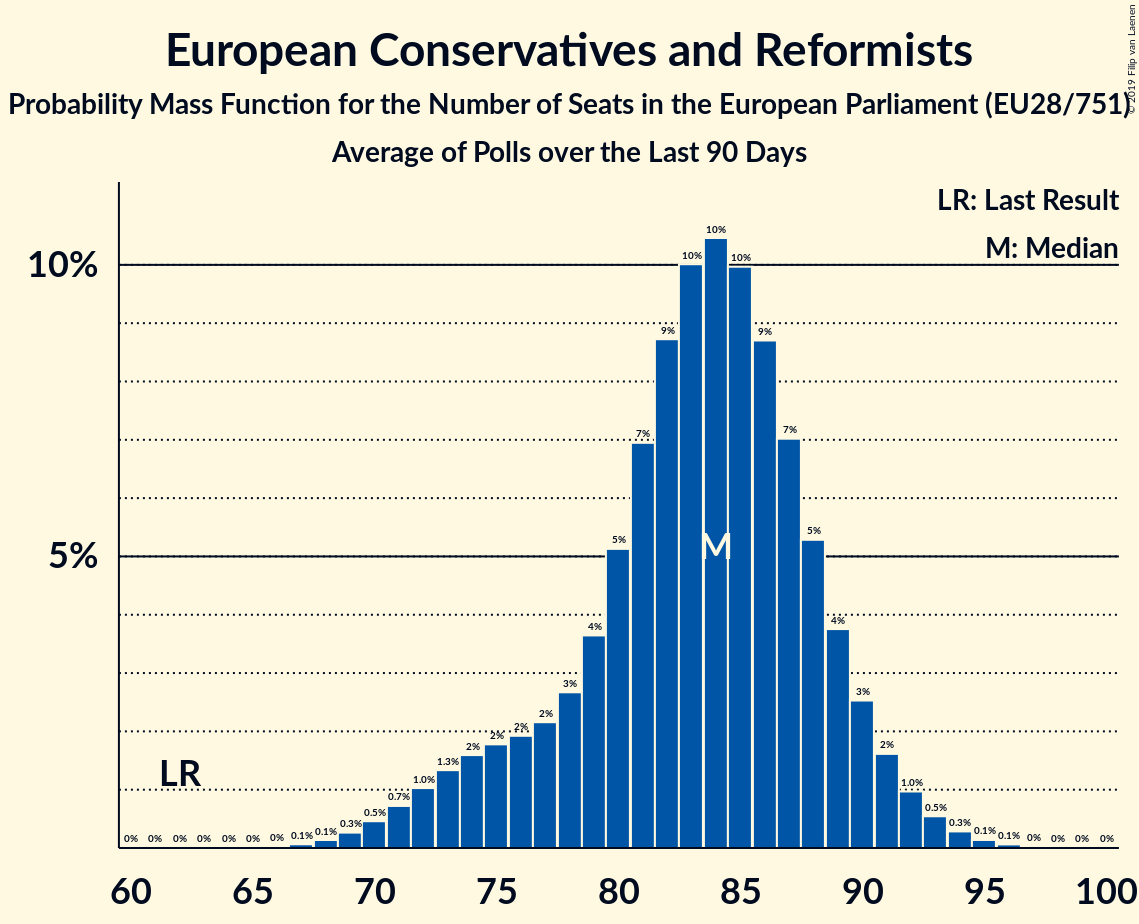 European Conservatives and Reformists
Probability Mass Function for the Number of Seats in the European Parliament (EU28/751)
Average of Polls over the Last 90 Days
© 2019 Filip van Laenen
LR: Last Result
M: Median
10%
5%
0% 0% 0% 0% 0% 0% 0% 0.1% 0.1% 0.3% 0.5% 0.7% 1.0% 1.3% 2% 2% 2% 2% 3% 4% 5% 7% 9% 10% 10% 10% 9% 7% 5% 4% 3% 2% 1.0% 0.5% 0.3% 0.1% 0.1% 0% 0% 0% 0%
M
LR
60 65 70 75 80 85 90 95 100